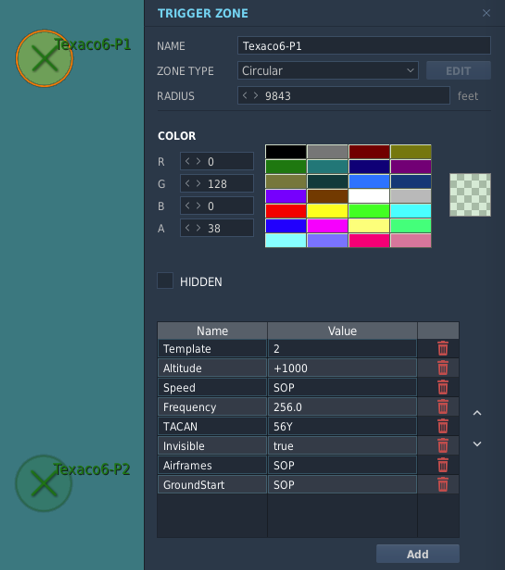 Texaco6-P1
Texaco6-P2
TRIGGER ZONE
NAME Texaco6-P1
ZONE TYPE Circular EDIT
RADIUS < > 9843 feet
COLOR
R < > 0
G < > 128
B < > 0
A < > 38
HIDDEN
Name Value
Template 2
Altitude +1000
Speed SOP
Frequency 256.0
TACAN 56Y
Invisible true
Airframes SOP
GroundStart SOP
Add